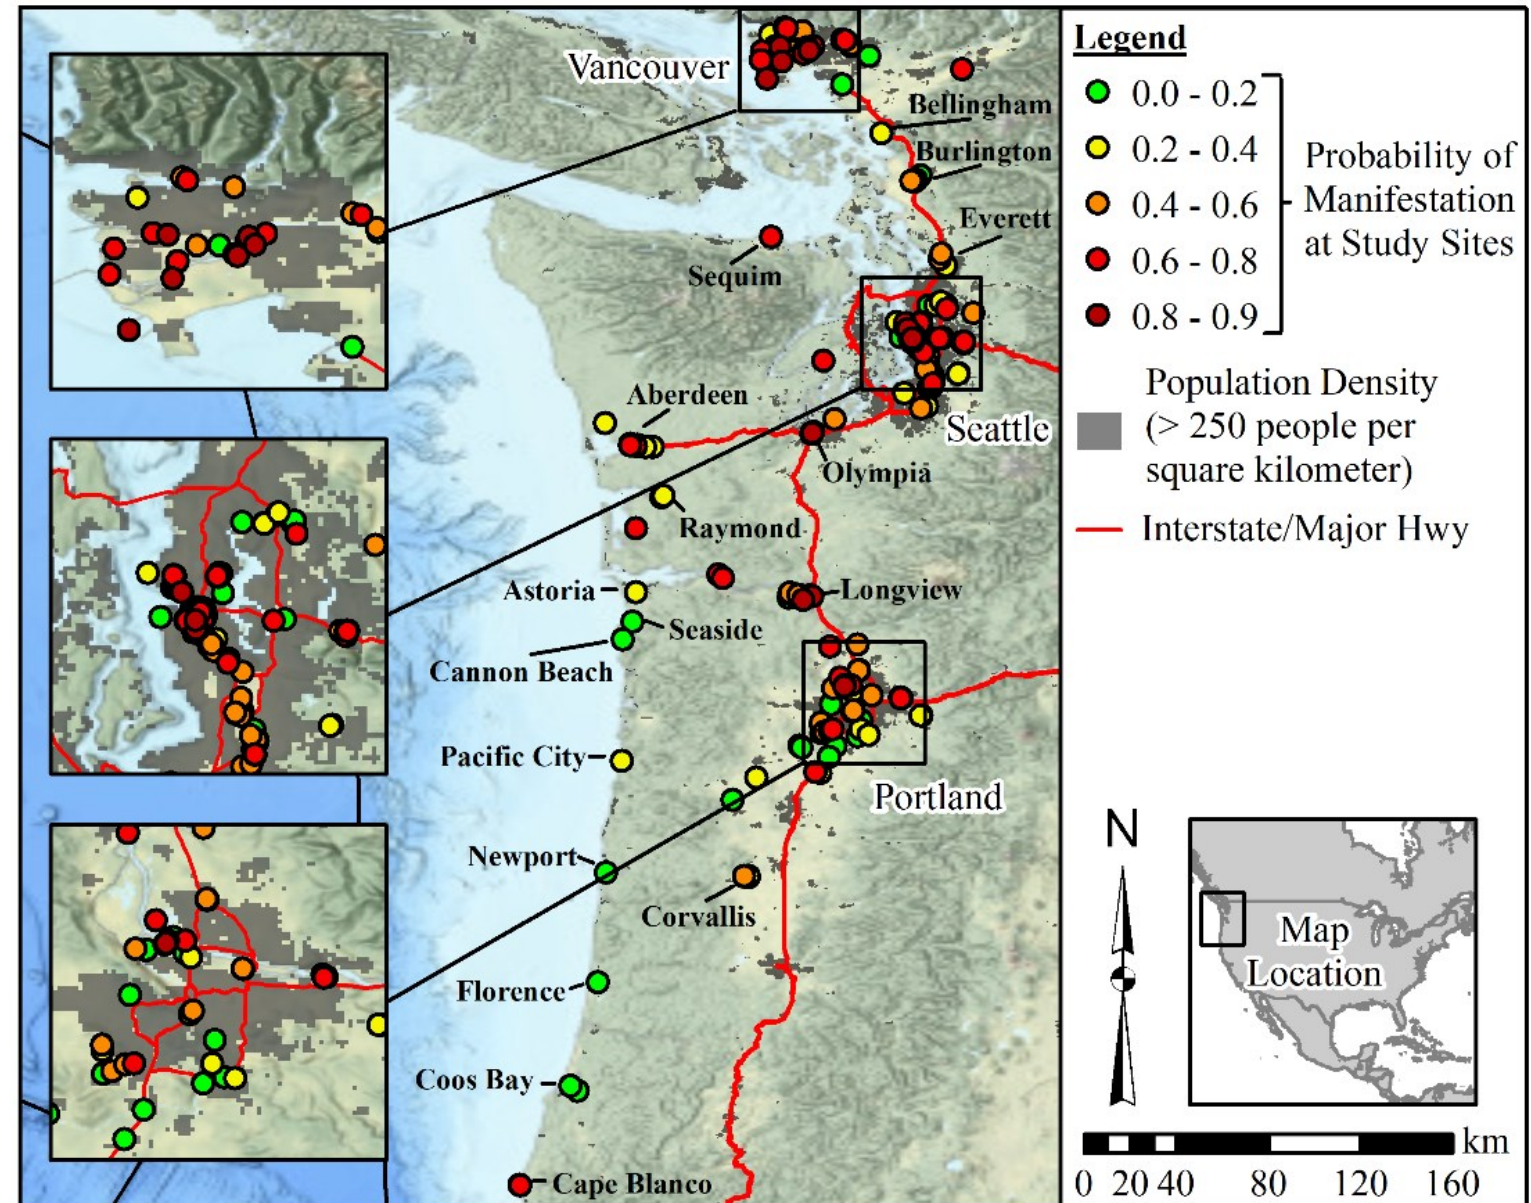 Vancouver
Bellingham
Burlington
Everett
Sequim
Seattle
Aberdeen
Olympia
Raymond
Astoria
Longview
Seaside
Cannon Beach
Pacific City
Portland
Newport
Corvallis
Florence
Coos Bay
Cape Blanco
Legend
0.0 - 0.2
0.2 - 0.4
0.4 - 0.6
0.6 - 0.8
0.8 - 0.9
Probability of
Manifestation
at Study Sites
Population Density
(> 250 people per
square kilometer)
Interstate/Major Hwy
N
Map
Location
km
0 20 40 80 120 160